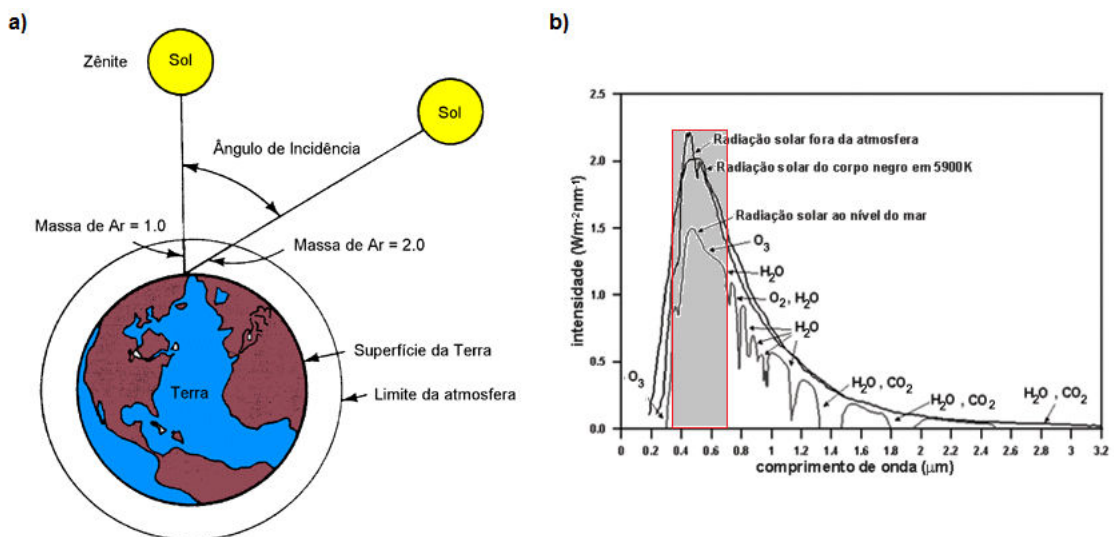 a)
Sol
Zênite
Sol
Ângulo de Incidência
Massa de Ar = 1.0
Massa de Ar = 2.0
Superfície da Terra
Terra
Limite da atmosfera
b)
2.5
2.0
1.5
1.0
0.5
0.0
intensidade (Wm-2nm-1)
Radiação solar fora da atmosfera
Radiação solar do corpo negro em 5900K
Radiação solar ao nível do mar
O3
H2O
O2, H2O
H2O
H2O , CO2
H2O , CO2
H2O, CO2
O3
0 0.2 0.4 0.6 0.8 1 1.2 1.4 1.6 1.8 2 2.2 2.4 2.6 2.8 3 3.2
comprimento de onda (μm)